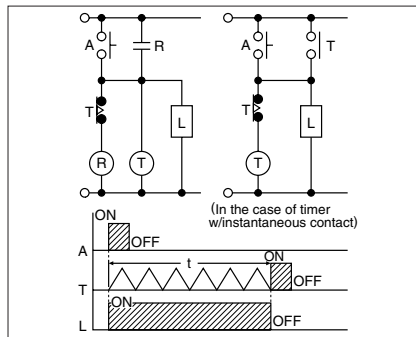 A R A T
T L T L
R T T
(In the case of timer
w/instantaneous contact)
ON
OFF
A
t
ON
T OFF
ON
L OFF